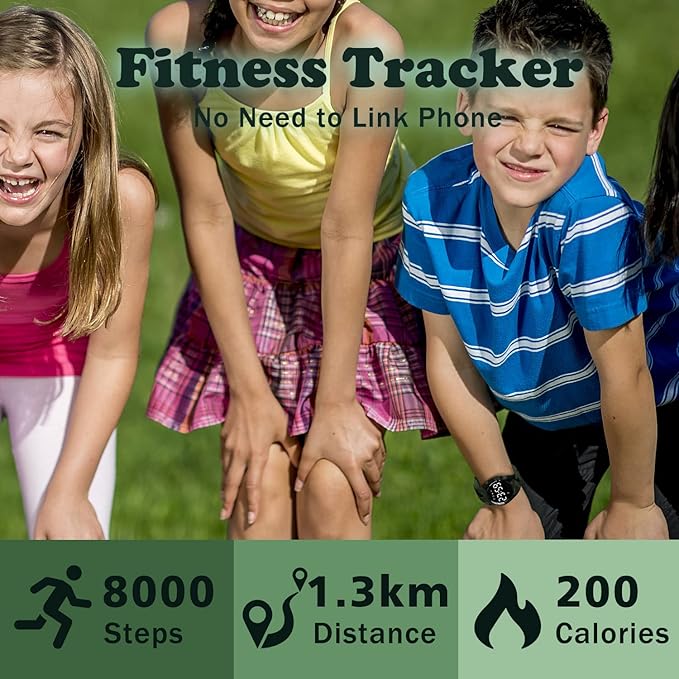 Fitness Tracker
No Need to Link Phone
8000
Steps
1.3km
Distance
200
Calories